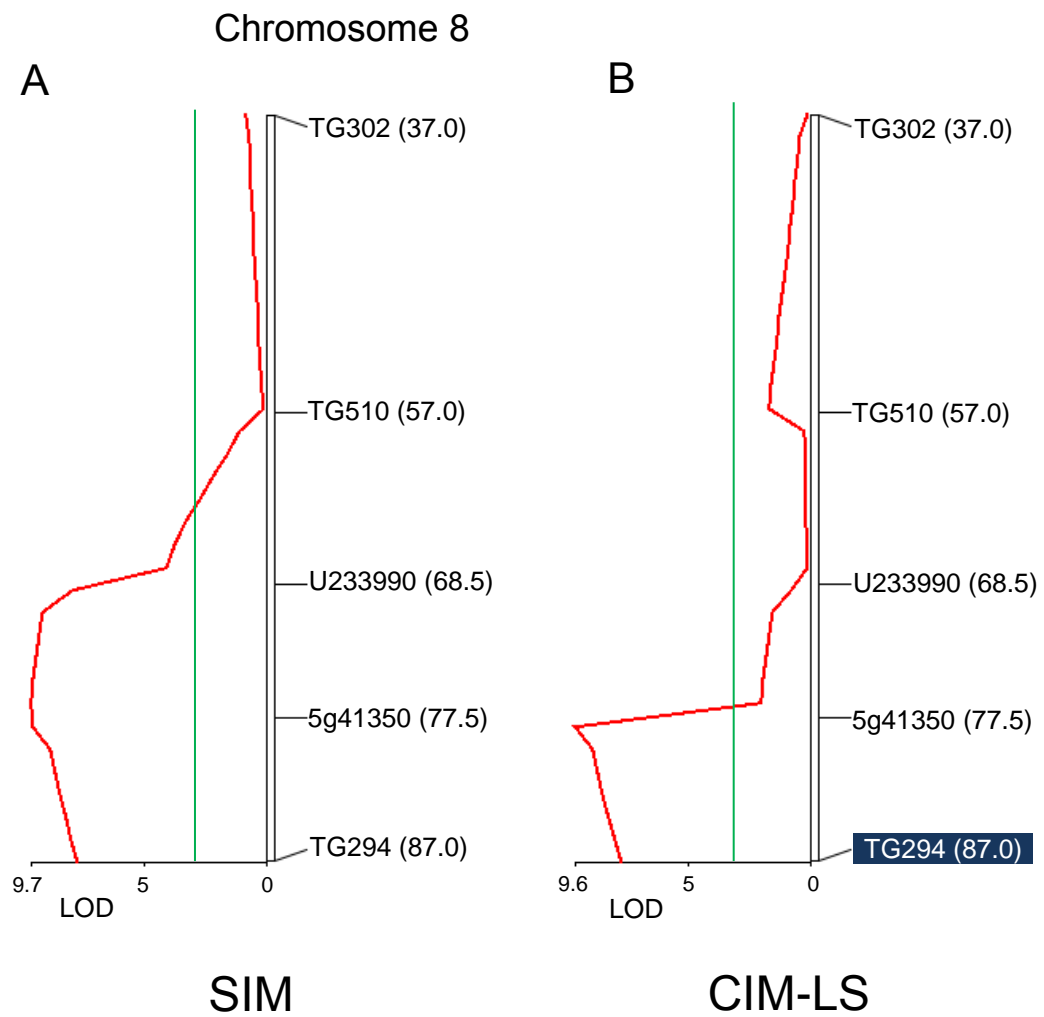 Chromosome 8
A
TG302 (37.0)
TG510 (57.0)
U233990 (68.5)
5g41350 (77.5)
TG294 (87.0)
9.7 5 0
LOD
SIM
B
TG302 (37.0)
TG510 (57.0)
U233990 (68.5)
5g41350 (77.5)
TG294 (87.0)
9.6 5 0
LOD
CIM-LS